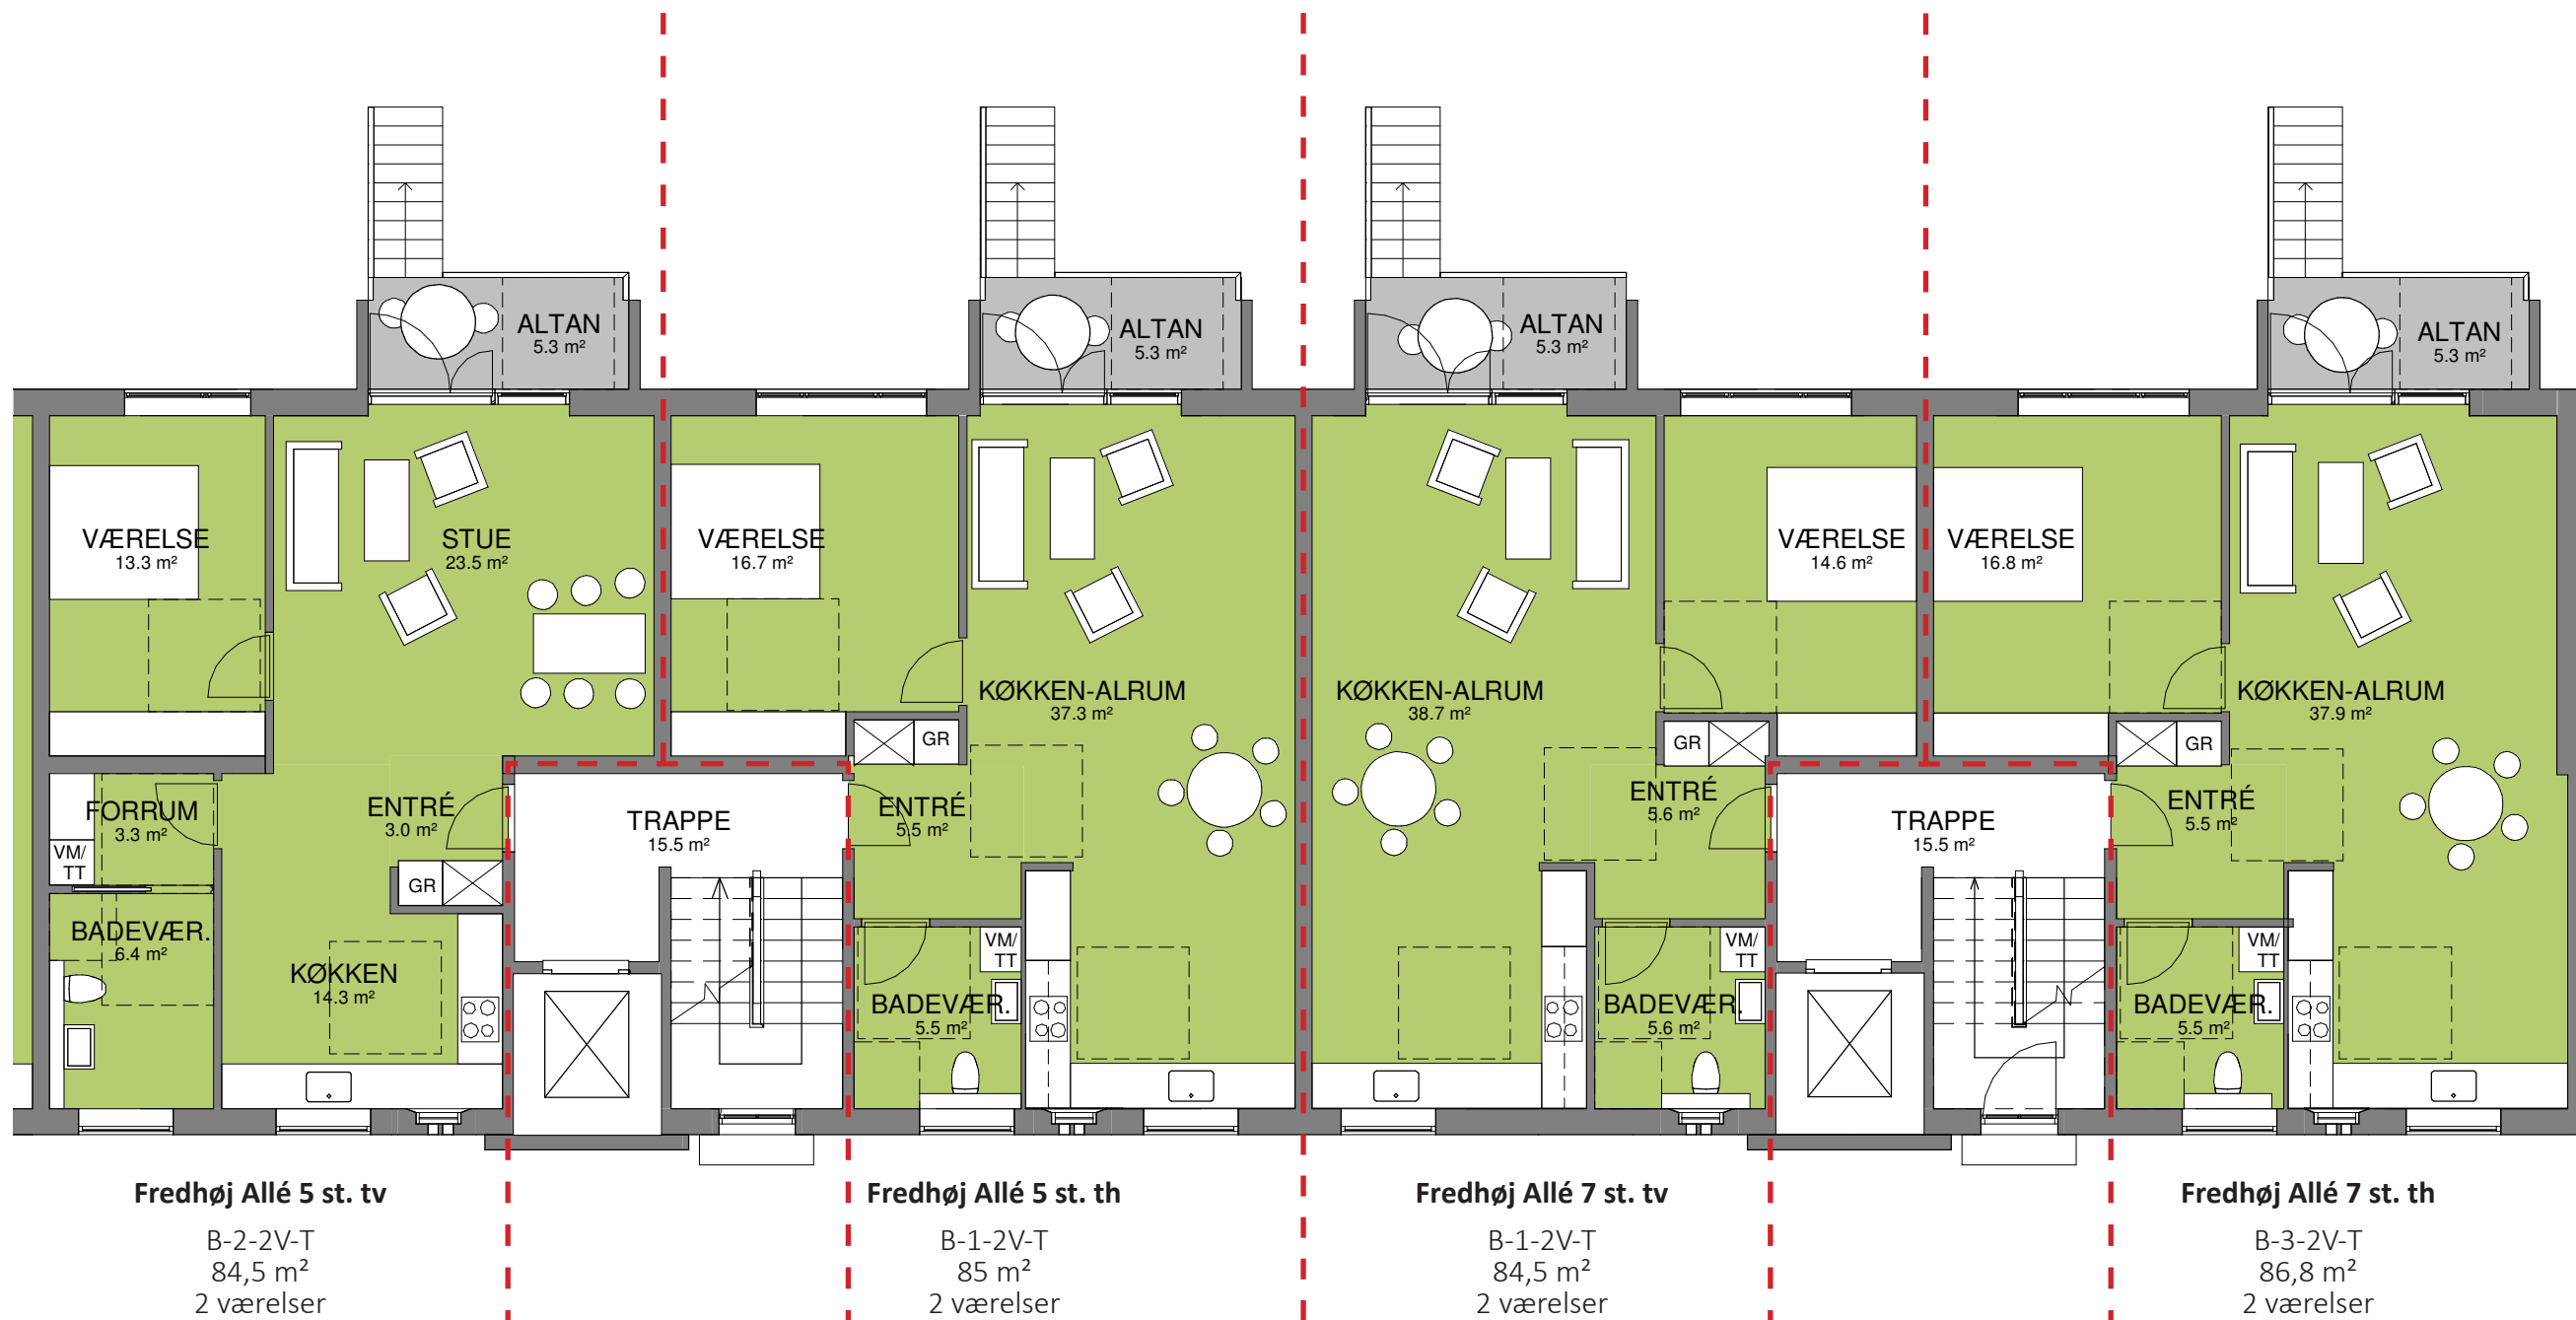 ALTAN
5.3 m²
ALTAN
5.3 m²
ALTAN
5.3 m²
ALTAN
5.3 m²
VÆRELSE
13.3 m²
STUE
23.5 m²
VÆRELSE
16.7 m²
KØKKEN-ALRUM
37.3 m²
KØKKEN-ALRUM
38.7 m²
VÆRELSE
14.6 m²
VÆRELSE
16.8 m²
KØKKEN-ALRUM
37.9 m²
GR
GR
GR
FORRUM
3.3 m²
VM/
TT
ENTRÉ
3.0 m²
GR
TRAPPE
15.5 m²
ENTRÉ
5.5 m²
ENTRÉ
5.6 m²
TRAPPE
15.5 m²
ENTRÉ
5.5 m²
BADEVÆR.
6.4 m²
KØKKEN
14.3 m²
VM/
TT
BADEVÆR.
5.5 m²
VM/
TT
BADEVÆR.
5.6 m²
VM/
TT
BADEVÆR.
5.5 m²
Fredhøj Allé 5 st. tv
B-2-2V-T
84,5 m²
2 værelser
Fredhøj Allé 5 st. th
B-1-2V-T
85 m²
2 værelser
Fredhøj Allé 7 st. tv
B-1-2V-T
84,5 m²
2 værelser
Fredhøj Allé 7 st. th
B-3-2V-T
86,8 m²
2 værelser